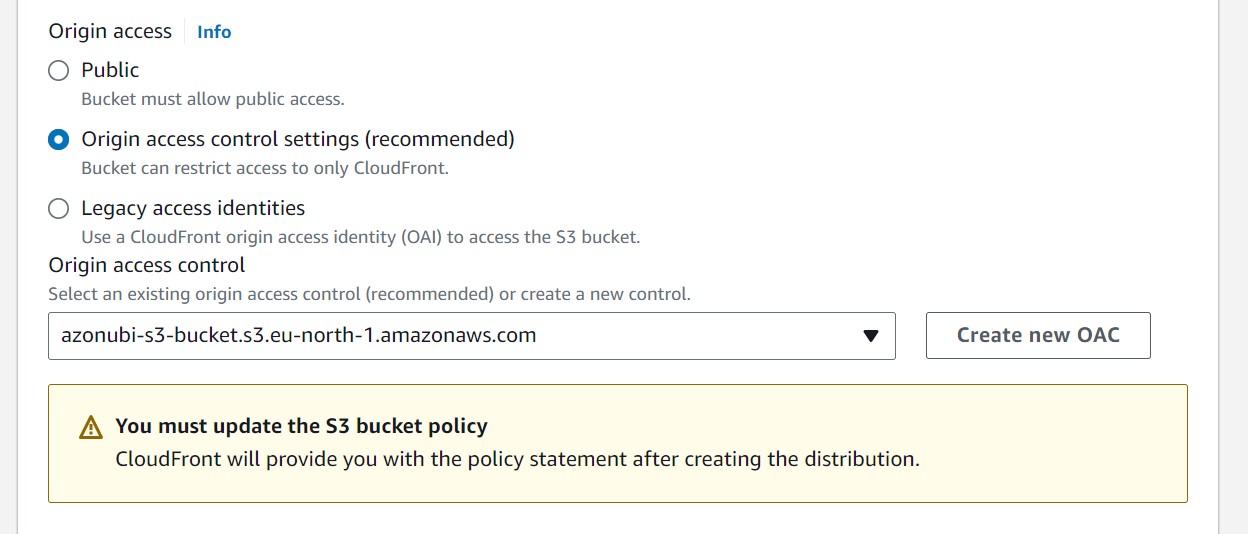 Origin access
Info
Public
Bucket must allow public access.
Origin access control settings (recommended)
Bucket can restrict access to only CloudFront.
Legacy access identities
Use a CloudFront origin access identity (OAI) to access the S3 bucket.
Origin access control
Select an existing origin access control (recommended) or create a new control.
azonubi-s3-bucket.s3.eu-north-1.amazonaws.com
Create new OAC
You must update the S3 bucket policy
CloudFront will provide you with the policy statement after creating the distribution.